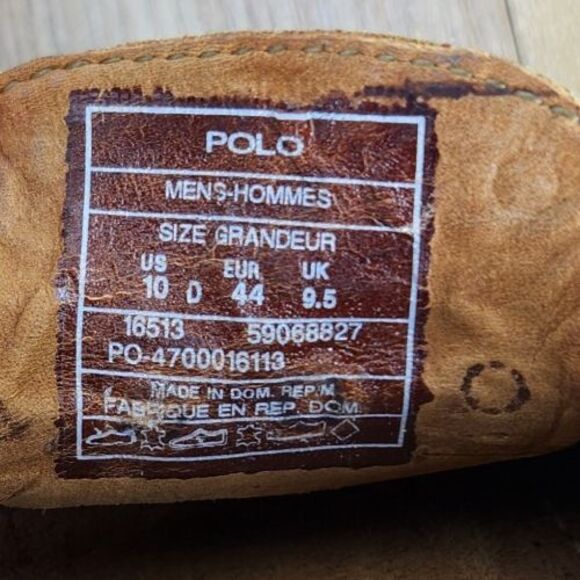 POLO
MENS-HOMMES
SIZE GRANDEUR
US EUR UK
10 D 44 9.5
16513 59068827
PO-4700016113
MADE IN DOM. REP.M
FABRIQUE EN REP. DOM.